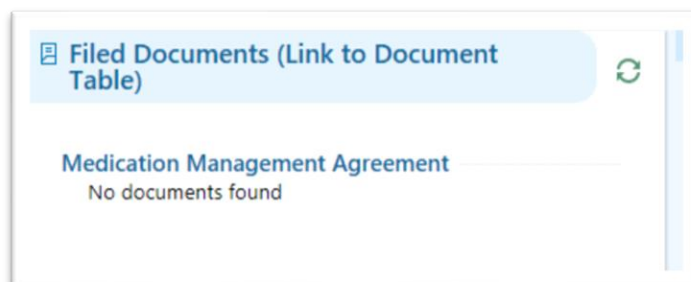 Filed Documents (Link to Document
Table)
Medication Management Agreement
No documents found